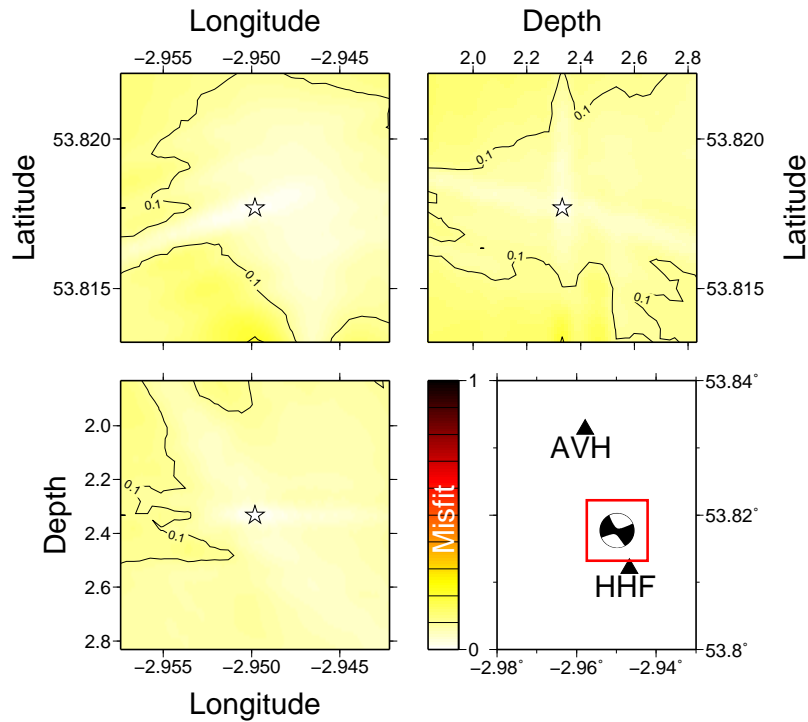 Longitude Depth
−2.955 −2.950 −2.945 2.0 2.2 2.4 2.6 2.8
53.820 0.1 0.1 53.820
Latitude 0.1 Latitude
0.1 0.1
53.815 53.815
1 53.84°
2.0 AVH
2.2
0.1
Depth 2.4 Misfit 53.82°
0.1
2.6 HHF
2.8 0 53.8°
−2.955 −2.950 −2.945 −2.98° −2.96° −2.94°
Longitude